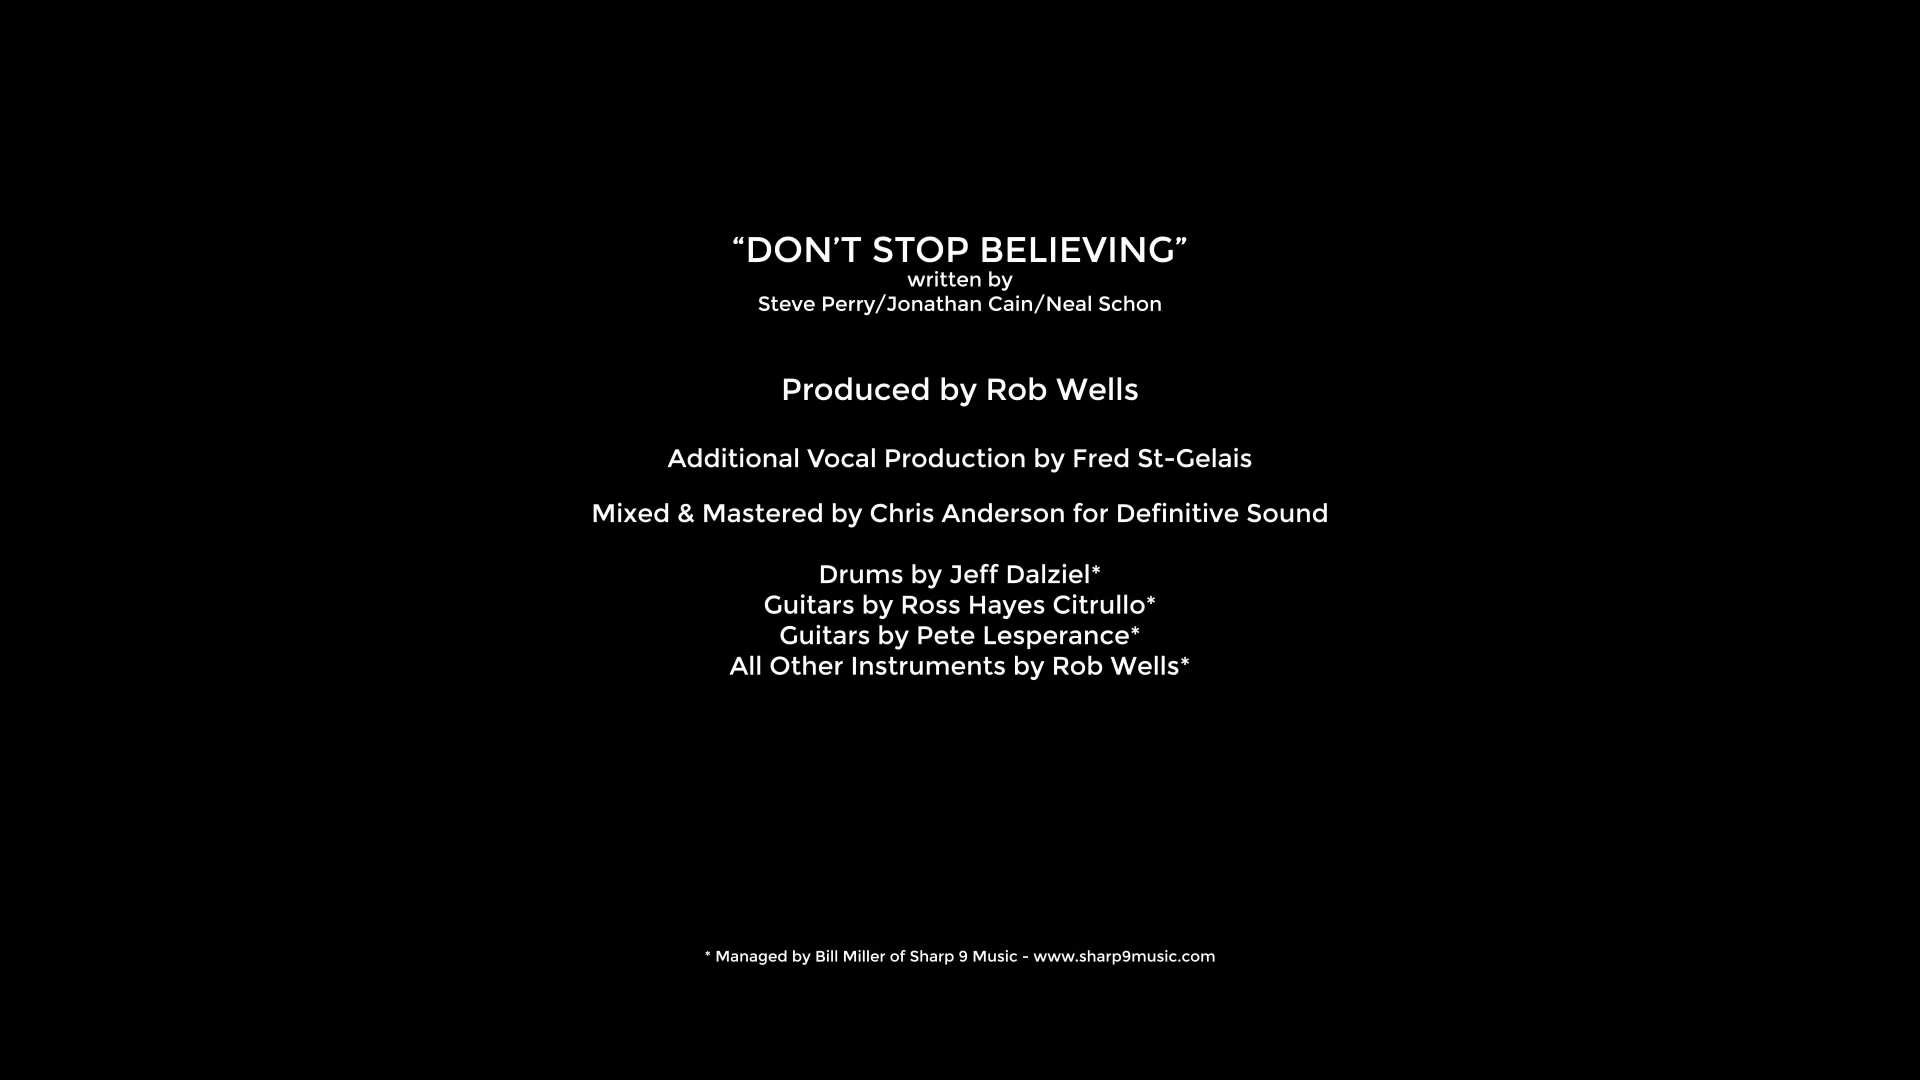 “DON’T STOP BELIEVING”
written by
Steve Perry/Jonathan Cain/Neal Schon
Produced by Rob Wells
Additional Vocal Production by Fred St-Gelais
Mixed & Mastered by Chris Anderson for Definitive Sound
Drums by Jeff Dalziel*
Guitars by Ross Hayes Citrullo*
Guitars by Pete Lesperance*
All Other Instruments by Rob Wells*
* Managed by Bill Miller of Sharp 9 Music - www.sharp9music.com